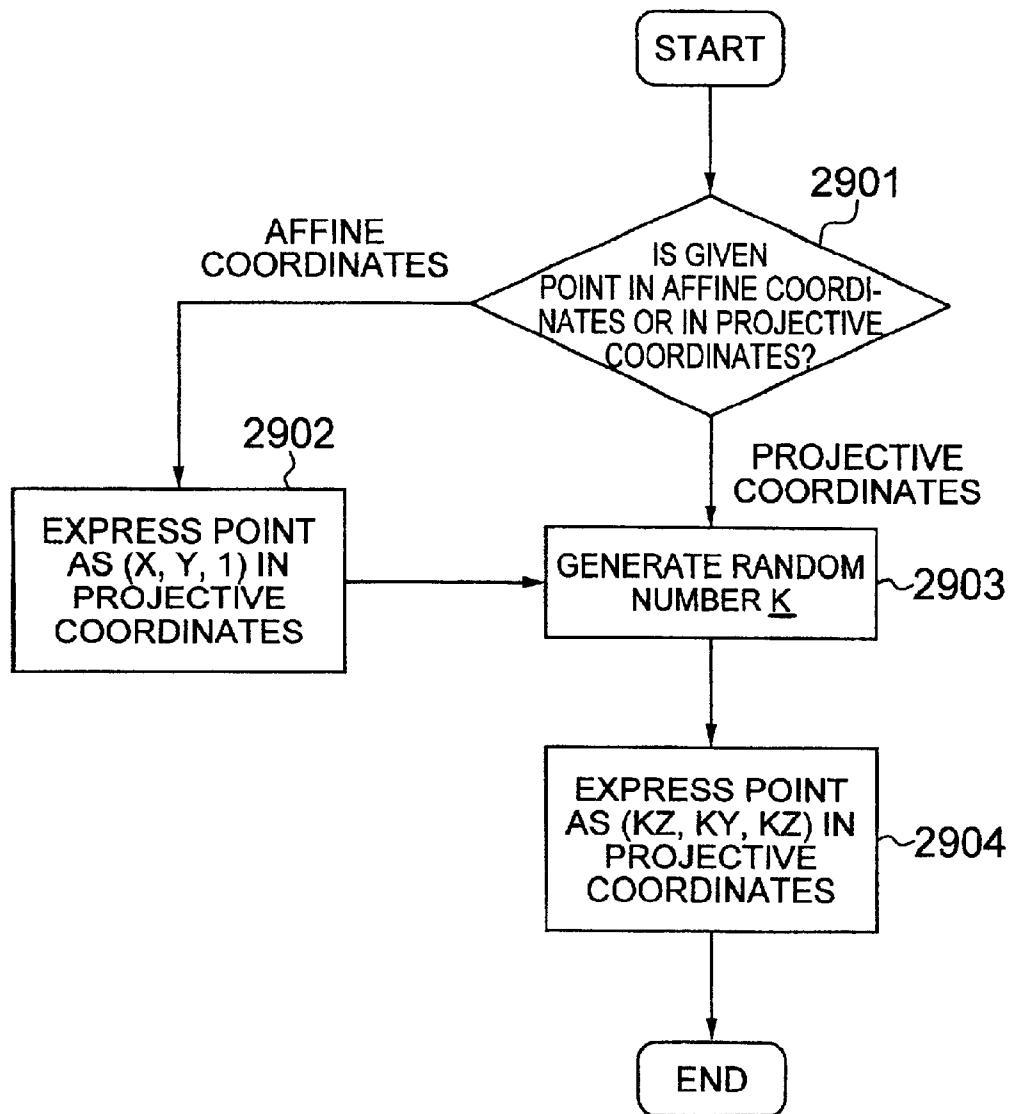 START
2901
AFFINE
COORDINATES
IS GIVEN
POINT IN AFFINE COORDI-
NATES OR IN PROJECTIVE
COORDINATES?
2902
PROJECTIVE
COORDINATES
EXPRESS POINT
AS (X, Y, 1) IN
PROJECTIVE
COORDINATES
GENERATE RANDOM
NUMBER K
2903
EXPRESS POINT
AS (KZ, KY, KZ) IN
PROJECTIVE
COORDINATES
2904
END